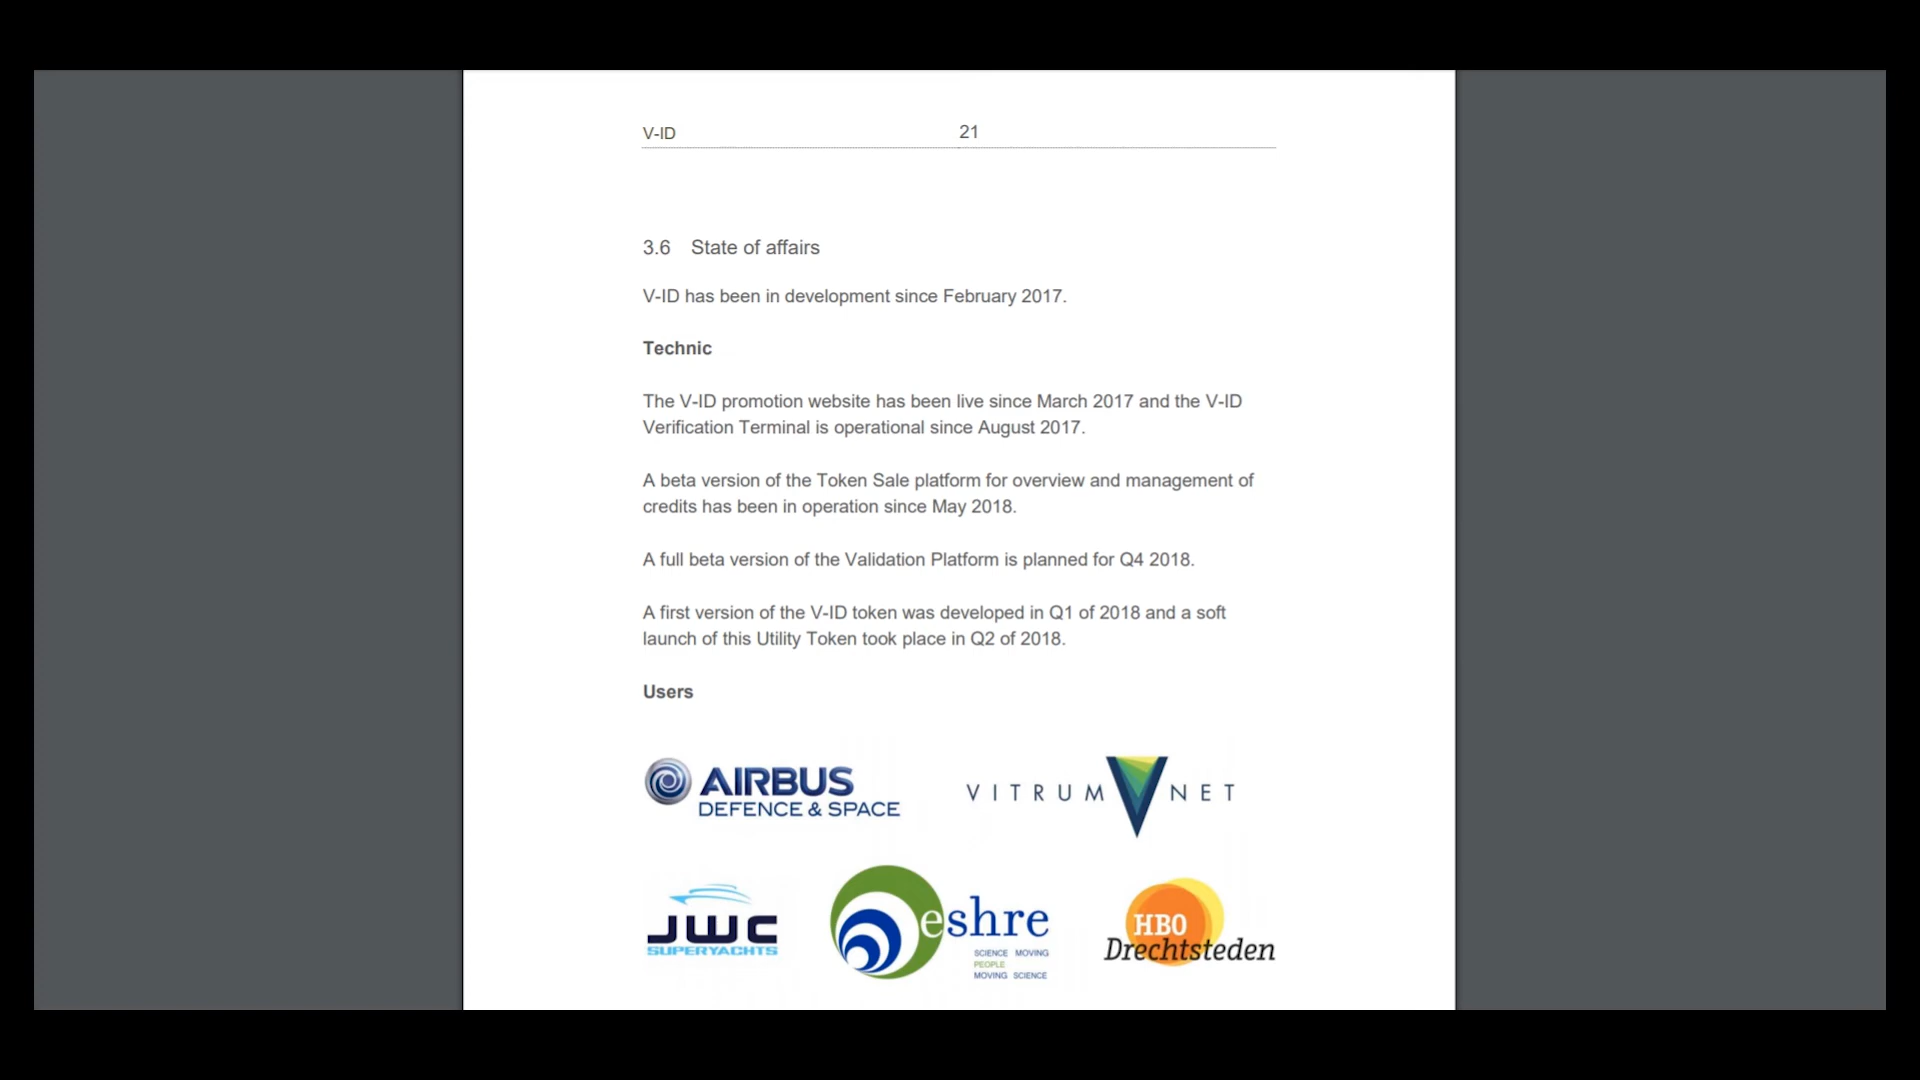 V-ID 21
3.6 State of affairs
V-ID has been in development since February 2017.
Technic
The V-ID promotion website has been live since March 2017 and the V-ID
Verification Terminal is operational since August 2017.
A beta version of the Token Sale platform for overview and management of
credits has been in operation since May 2018.
A full beta version of the Validation Platform is planned for Q4 2018.
A first version of the V-ID token was developed in Q1 of 2018 and a soft
launch of this Utility Token took place in Q2 of 2018.
Users
AIRBUS
DEFENCE & SPACE
VITRUM NET
JWC
SUPERYACHTS
eshre
SCIENCE MOVING
PEOPLE
MOVING SCIENCE
HBO
Drechtsteden